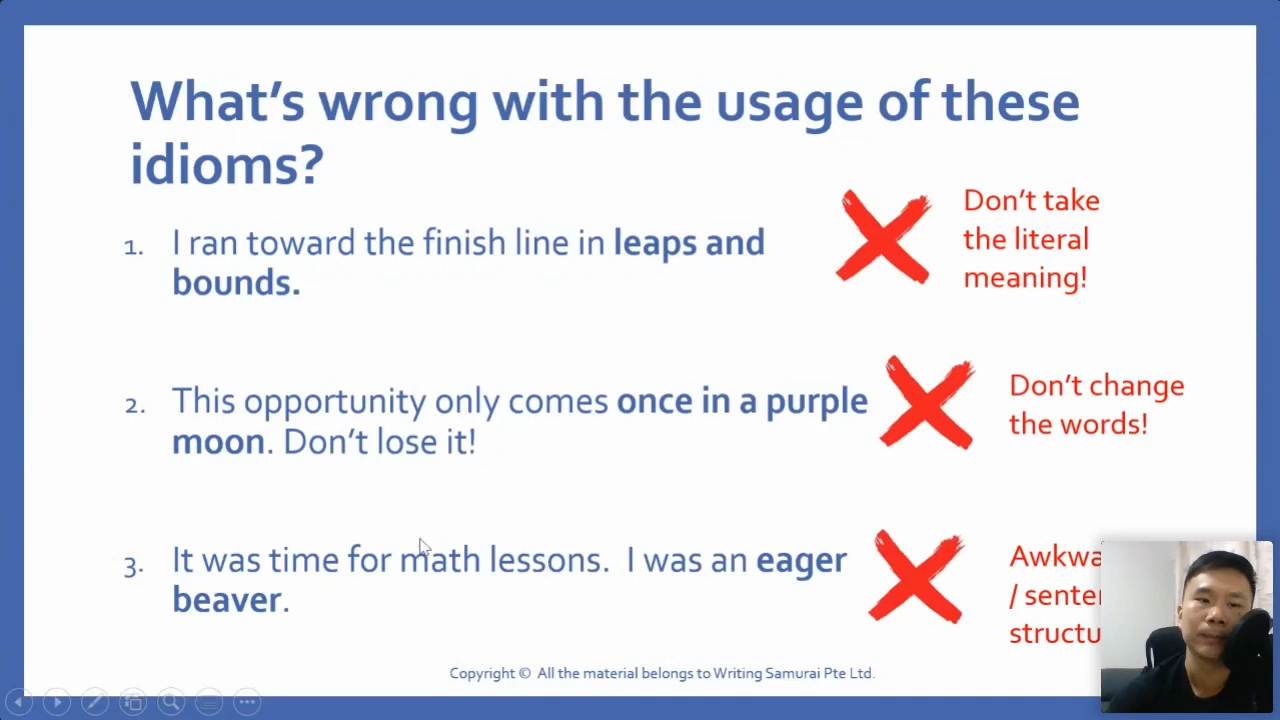 What's wrong with the usage of these
idioms?
1. I ran toward the finish line in leaps and
bounds.
Don't take
the literal
meaning!
2. This opportunity only comes once in a purple
moon. Don't lose it!
Don't change
the words!
3. It was time for math lessons. I was an eager
beaver.
/
Copyright © All the material belongs to Writing Samurai Pte Ltd.